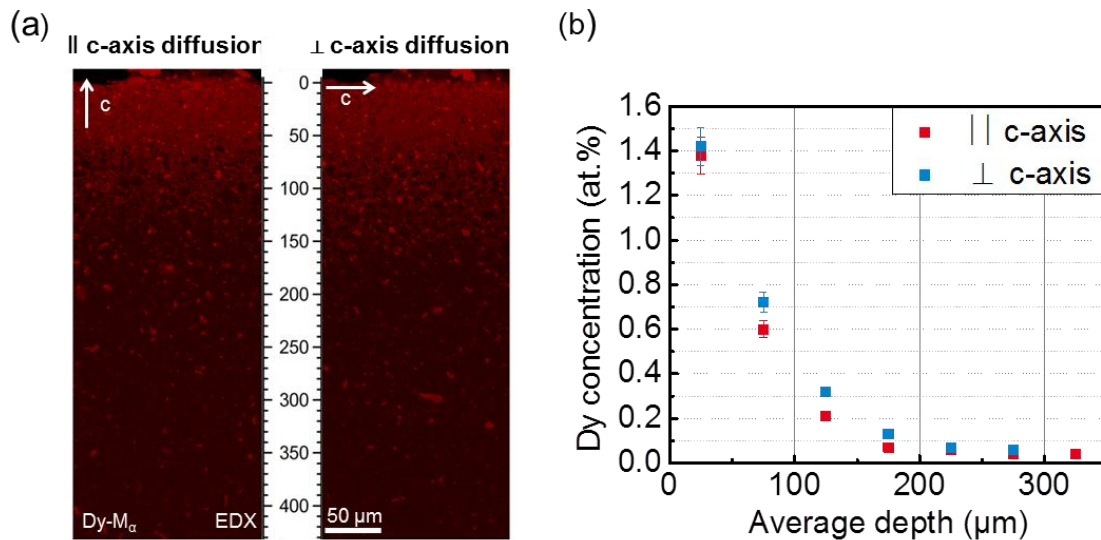 (a)
|| c-axis diffusion
⊥ c-axis diffusion
c
c
0
50
100
150
200
250
300
350
400
Dy-Mα
EDX
50 µm
(b)
Dy concentration (at.%)
1.6
1.4
1.2
1.0
0.8
0.6
0.4
0.2
0.0
|| c-axis
⊥ c-axis
0
100
200
300
Average depth (µm)